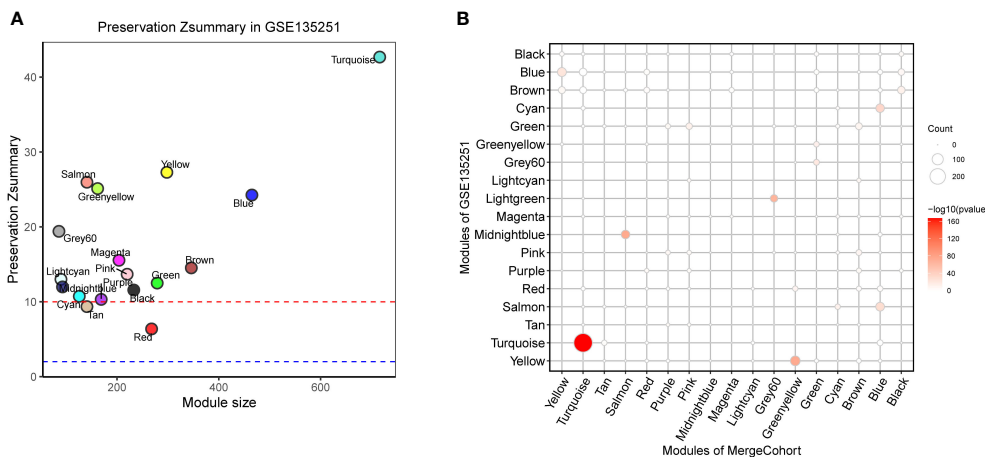 A
Preservation Zsummary in GSE135251
Preservation Zsummary
40
30
20
10
0
Turquoise
Yellow
Salmon
Greenyellow
Blue
Grey60
Magenta
Brown
Pink
Lightcyan
Green
Purple
Midnightblue
Black
Cyan
Tan
Red
200
400
600
Module size
B
Modules of GSE135251
Black
Blue
Brown
Cyan
Green
Greenyellow
Grey60
Lightcyan
Lightgreen
Magenta
Midnightblue
Pink
Purple
Red
Salmon
Tan
Turquoise
Yellow
Yellow
Turquoise
Tan
Salmon
Red
Purple
Pink
Midnightblue
Magenta
Lightcyan
Grey60
Greenyellow
Green
Cyan
Brown
Blue
Black
Modules of MergeCohort
Count
0
100
200
−log10(pvalue
160
120
80
40
0